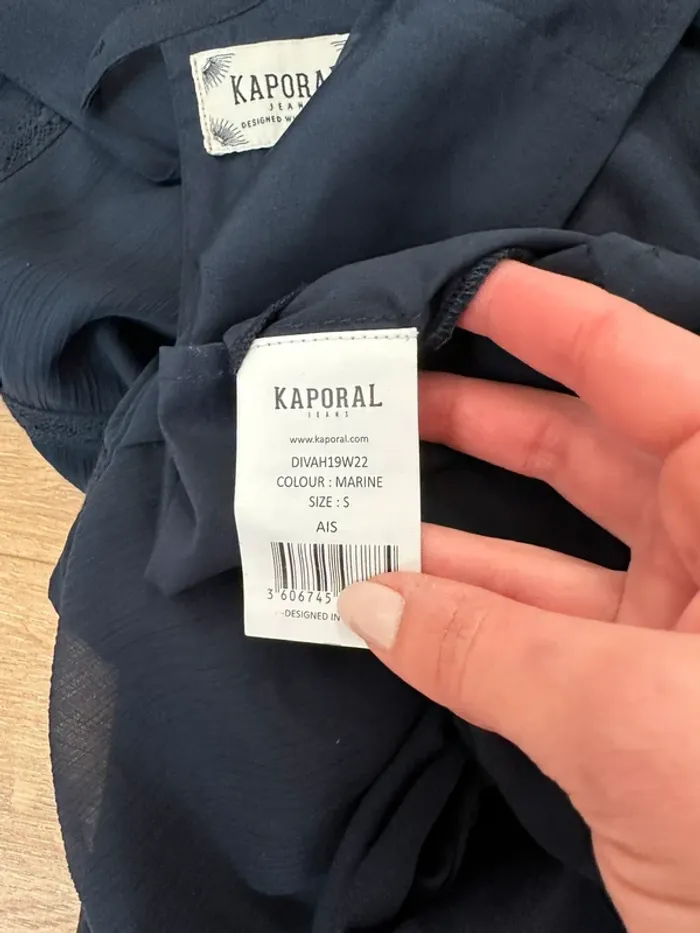 KAPORAL
JEANS
DESIGNED
KAPORAL
JEANS
www.kaporal.com
DIVAH19W22
COLOUR : MARINE
SIZE : S
AIS
3 606745
-DESIGNED IN